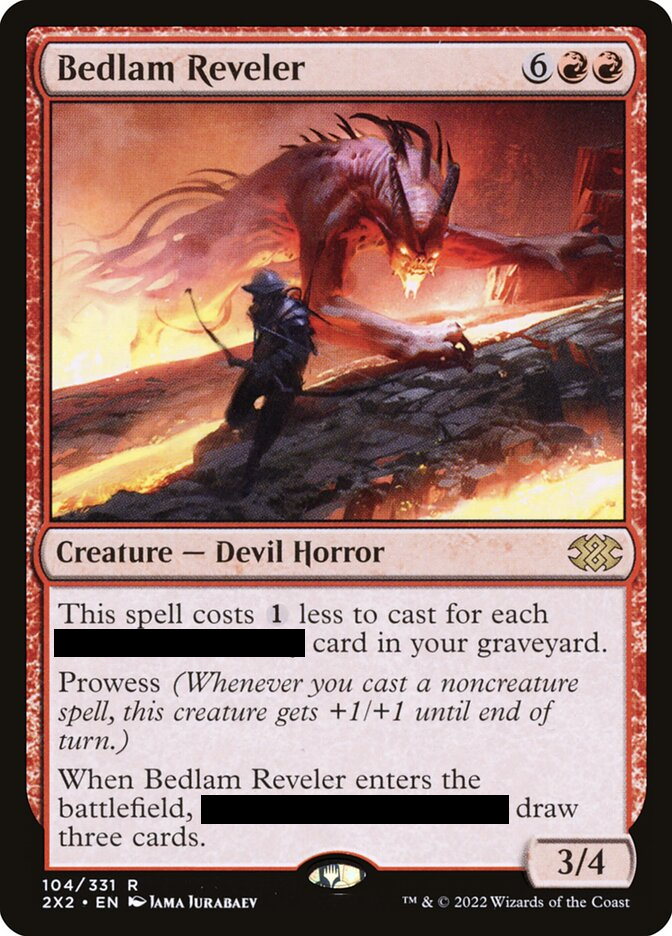 Bedlam Reveler 6
Creature — Devil Horror
This spell costs 1 less to cast for each
card in your graveyard.
Prowess (Whenever you cast a noncreature
spell, this creature gets +1/+1 until end of
turn.)
When Bedlam Reveler enters the
battlefield, draw
three cards.
3/4
104/331 R
2X2 • EN Jama Jurabaev
™ & © 2022 Wizards of the Coast